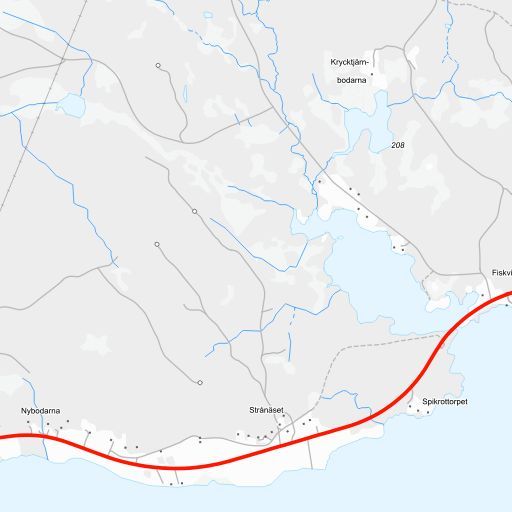 Krycktjärn-
bodarna
208
Fiskvi
Spikrottorpet
Stränäset
Nybodarna